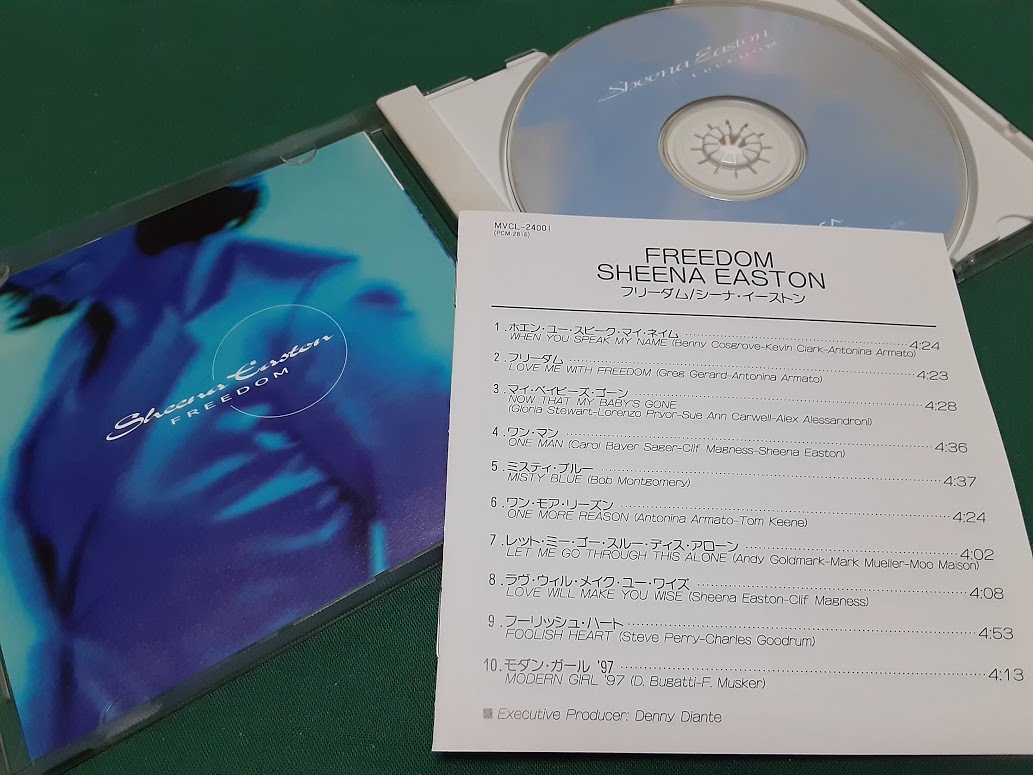 Sheena Easton
FREEDOM
Sheena Easton
FREEDOM
MVCL-24001
(PCM-2816)
FREEDOM
SHEENA EASTON
フリーダム/シーナ・イーストン
1. ホエン・ユー・スピーク・マイ・ネイム 4:24
WHEN YOU SPEAK MY NAME (Benny Cosgrove-Kevin Clark-Antonina Armato)
2. フリーダム 4:23
LOVE ME WITH FREEDOM (Greg Gerard-Antonina Armato)
3. マイ・ベイビーズ・ゴーン 4:28
NOW THAT MY BABY'S GONE
(Gloria Stewart-Lorenzo Pryor-Sue Ann Carwell-Alex Alessandroni)
4. ワン・マン 4:36
ONE MAN (Carol Bayer Sager-Clif Magness-Sheena Easton)
5. ミスティ・ブルー 4:37
MISTY BLUE (Bob Montgomery)
6. ワン・モア・リーズン 4:24
ONE MORE REASON (Antonina Armato-Tom Keene)
7. レット・ミー・ゴー・スルー・ディス・アローン 4:02
LET ME GO THROUGH THIS ALONE (Andy Goldmark-Mark Mueller-Moo Maison)
8. ラヴ・ウィル・メイク・ユー・ワイズ 4:08
LOVE WILL MAKE YOU WISE (Sheena Easton-Clif Magness)
9. フーリッシュ・ハート 4:53
FOOLISH HEART (Steve Perry-Charles Goodrum)
10. モダン・ガール '97 4:13
MODERN GIRL '97 (D. Bugatti-F. Musker)
Executive Producer: Denny Diante